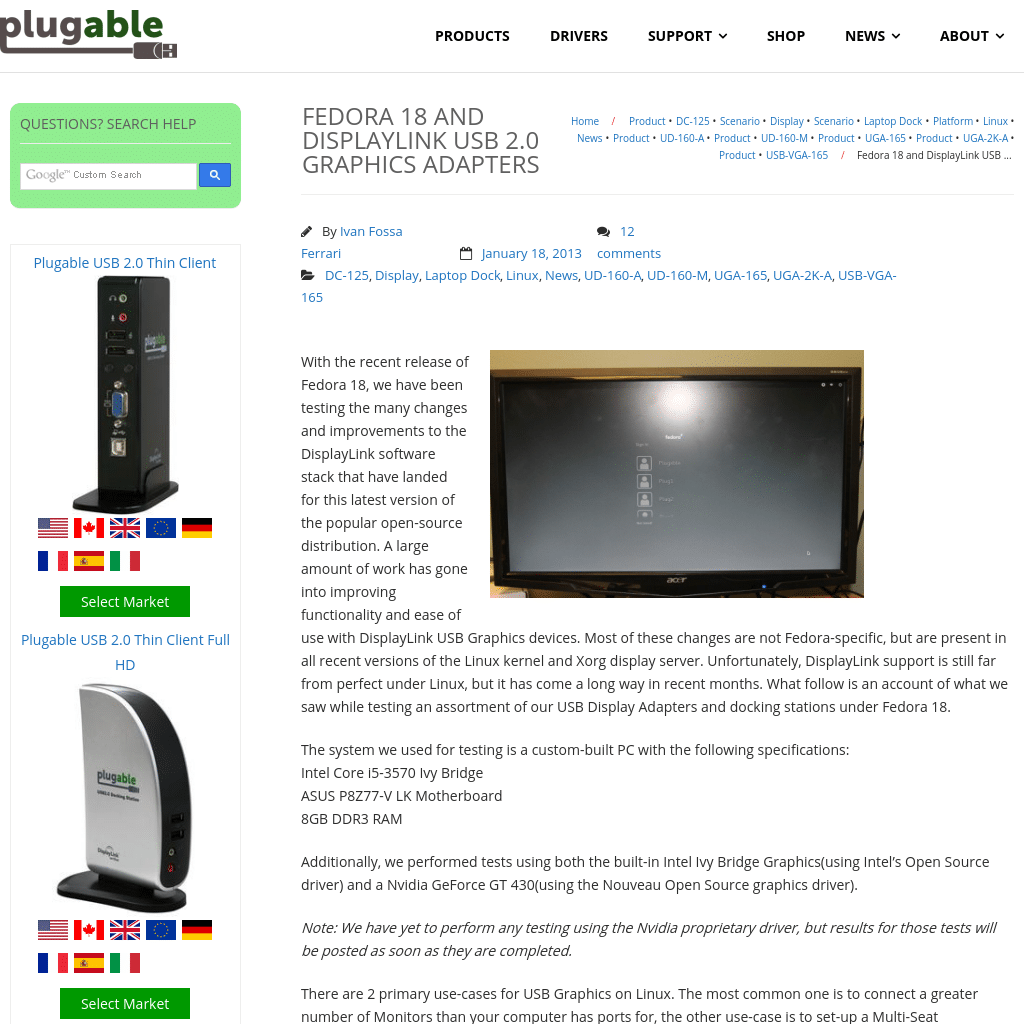 plugable
PRODUCTS DRIVERS SUPPORT SHOP NEWS ABOUT
QUESTIONS? SEARCH HELP
Google™ Custom Search
Plugable USB 2.0 Thin Client
plugable
Select Market
Plugable USB 2.0 Thin Client Full
HD
plugable
DisplayLink
Select Market
FEDORA 18 AND
DISPLAYLINK USB 2.0
GRAPHICS ADAPTERS
Home / Product • DC-125 • Scenario • Display • Scenario • Laptop Dock • Platform • Linux •
News • Product • UD-160-A • Product • UD-160-M • Product • UGA-165 • Product • UGA-2K-A •
Product • USB-VGA-165 / Fedora 18 and DisplayLink USB ...
By Ivan Fossa
Ferrari
January 18, 2013
12
comments
DC-125, Display, Laptop Dock, Linux, News, UD-160-A, UD-160-M, UGA-165, UGA-2K-A, USB-VGA-
165
fedora
acer
With the recent release of
Fedora 18, we have been
testing the many changes
and improvements to the
DisplayLink software
stack that have landed
for this latest version of
the popular open-source
distribution. A large
amount of work has gone
into improving
functionality and ease of
use with DisplayLink USB Graphics devices. Most of these changes are not Fedora-specific, but are present in
all recent versions of the Linux kernel and Xorg display server. Unfortunately, DisplayLink support is still far
from perfect under Linux, but it has come a long way in recent months. What follow is an account of what we
saw while testing an assortment of our USB Display Adapters and docking stations under Fedora 18.
The system we used for testing is a custom-built PC with the following specifications:
Intel Core i5-3570 Ivy Bridge
ASUS P8Z77-V LK Motherboard
8GB DDR3 RAM
Additionally, we performed tests using both the built-in Intel Ivy Bridge Graphics(using Intel’s Open Source
driver) and a Nvidia GeForce GT 430(using the Nouveau Open Source graphics driver).
Note: We have yet to perform any testing using the Nvidia proprietary driver, but results for those tests will
be posted as soon as they are completed.
There are 2 primary use-cases for USB Graphics on Linux. The most common one is to connect a greater
number of Monitors than your computer has ports for, the other use-case is to set-up a Multi-Seat